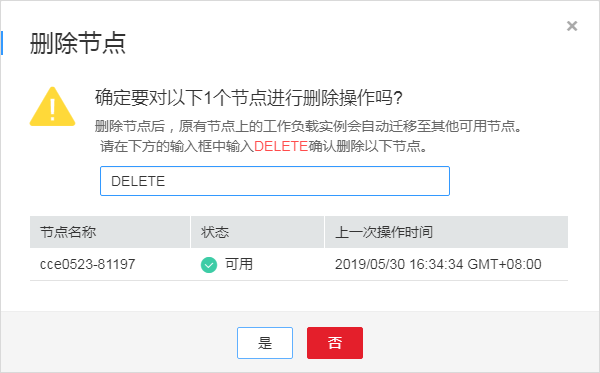 删除节点
确定要对以下1个节点进行删除操作吗?
删除节点后，原有节点上的工作负载实例会自动迁移至其他可用节点。
请在下方的输入框中输入DELETE确认删除以下节点。
DELETE
节点名称 状态 上一次操作时间
cce0523-81197 可用 2019/05/30 16:34:34 GMT+08:00
是 否